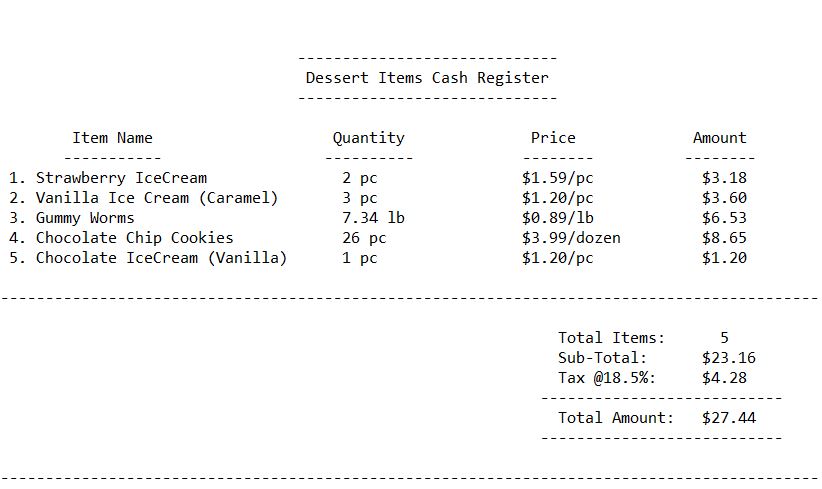 -----------------------------
Dessert Items Cash Register
-----------------------------
Item Name Quantity Price Amount
----------- ---------- -------- --------
1. Strawberry IceCream 2 pc $1.59/pc $3.18
2. Vanilla Ice Cream (Caramel) 3 pc $1.20/pc $3.60
3. Gummy Worms 7.34 lb $0.89/lb $6.53
4. Chocolate Chip Cookies 26 pc $3.99/dozen $8.65
5. Chocolate IceCream (Vanilla) 1 pc $1.20/pc $1.20
-------------------------------------------------------------------------------------------
Total Items: 5
Sub-Total: $23.16
Tax @18.5%: $4.28
---------------------------
Total Amount: $27.44
---------------------------
-------------------------------------------------------------------------------------------